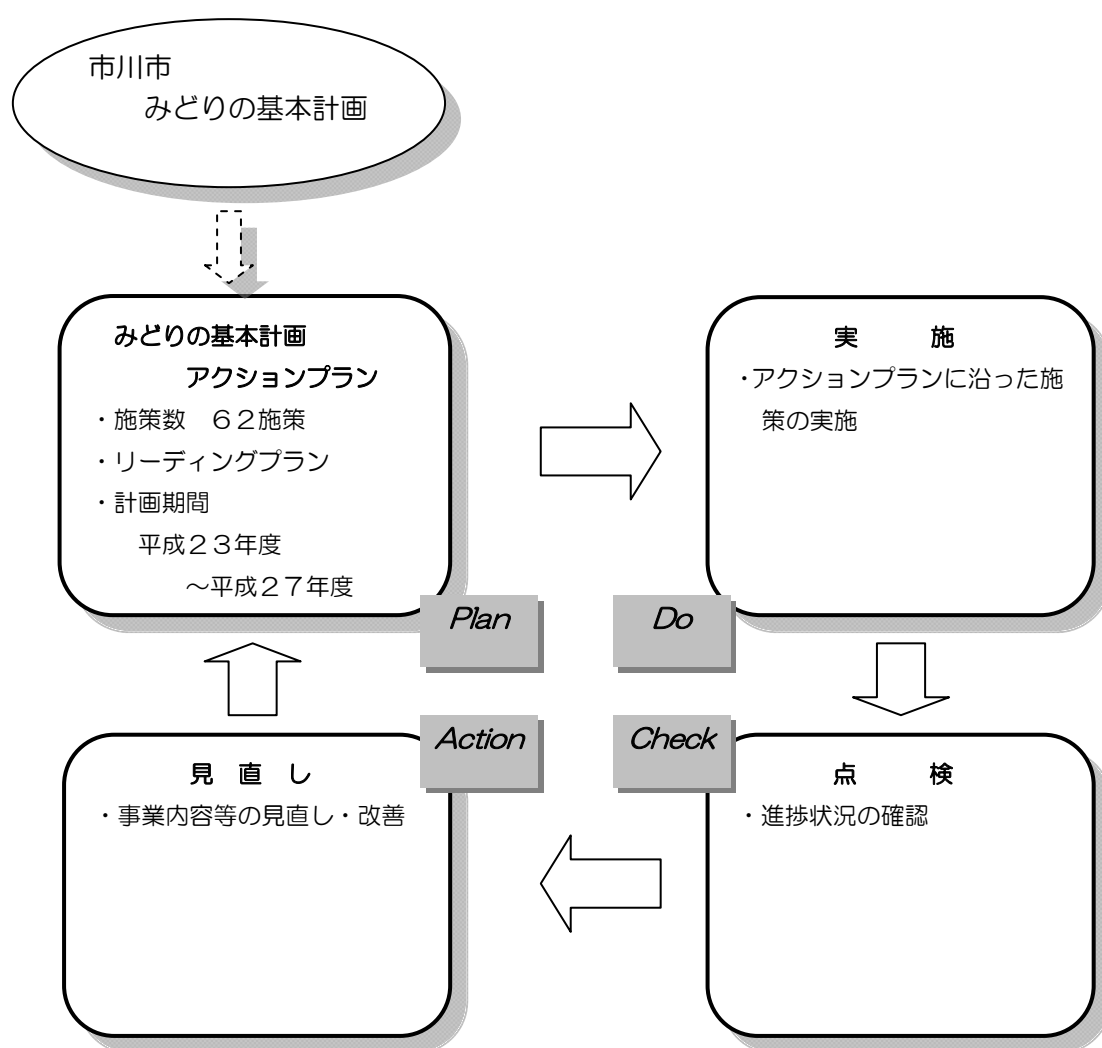 市川市
みどりの基本計画
みどりの基本計画
アクションプラン
・施策数　６２施策
・リーディングプラン
・計画期間
平成２３年度
～平成２７年度
Plan
実　　施
・アクションプランに沿った施
策の実施
Do
Action
見 直 し
・事業内容等の見直し・改善
Check
点　　検
・進捗状況の確認